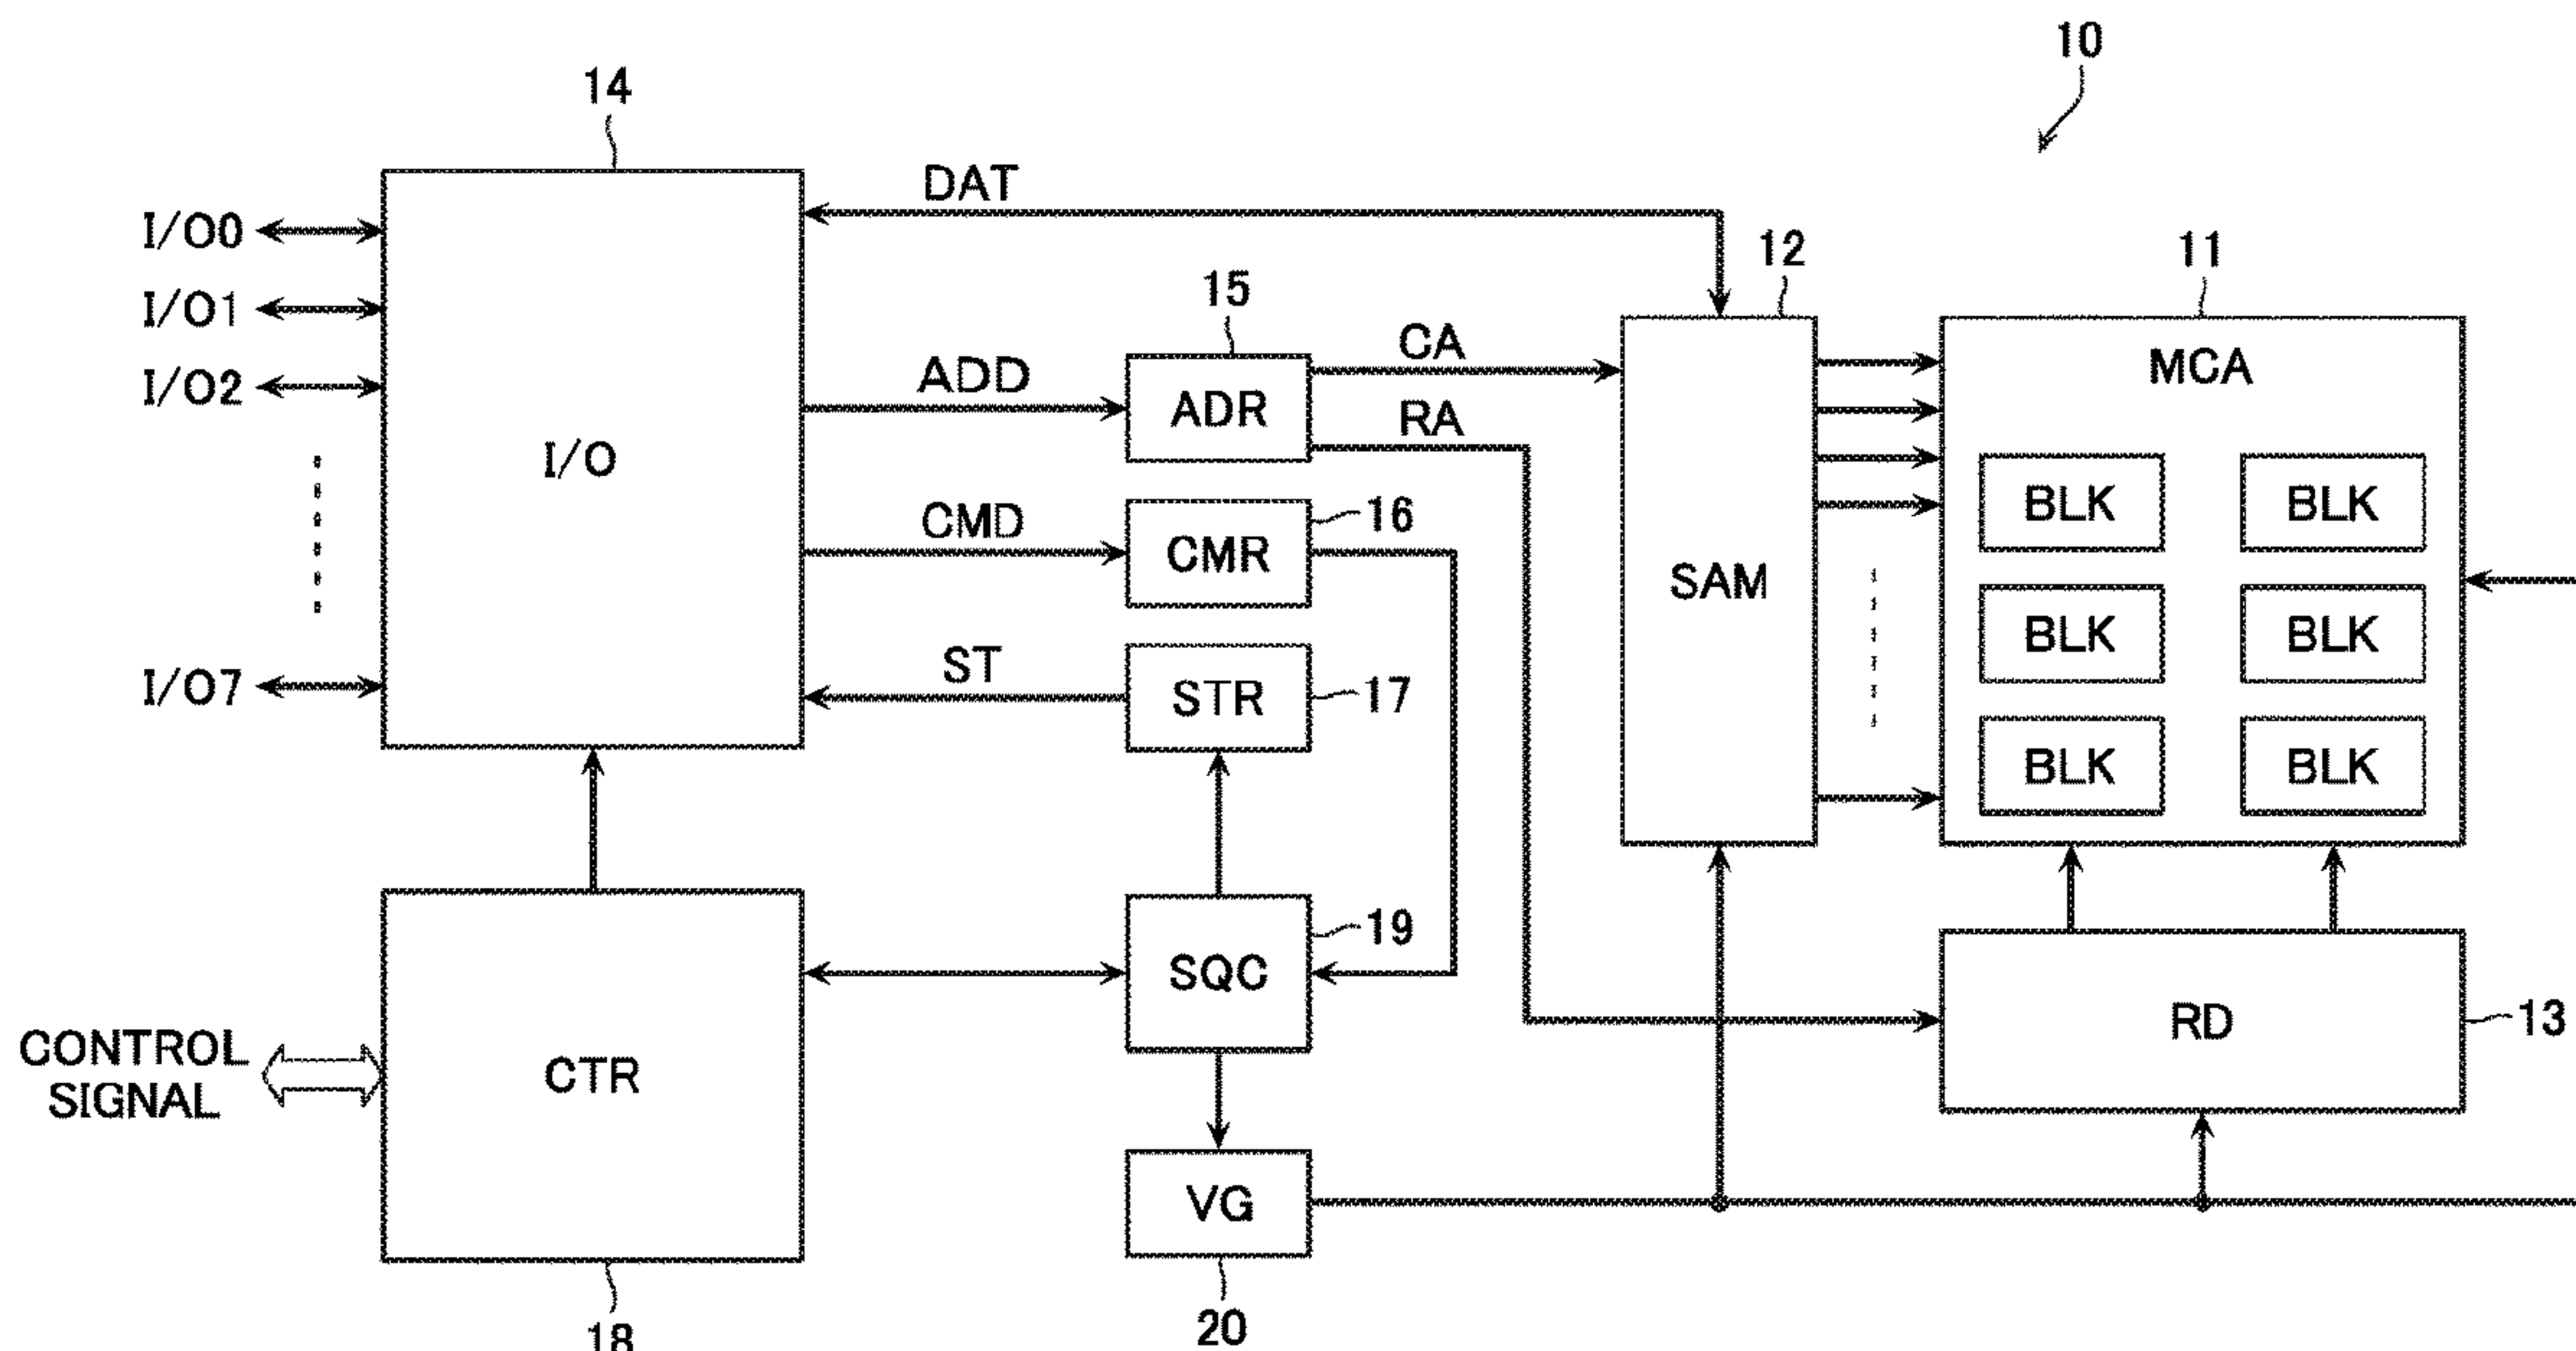 10
14
DAT
I/O0
12
11
I/O1
15
CA
MCA
I/O2
ADD
ADR
RA
I/O
BLK
BLK
CMD
16
CMR
SAM
BLK
BLK
ST
I/O7
STR
17
BLK
BLK
19
SQC
CONTROL
SIGNAL
CTR
RD
13
VG
18
20